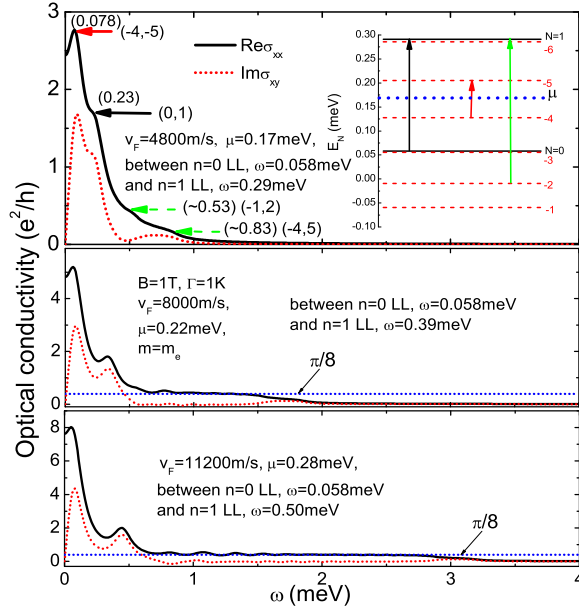 Optical conductivity (e²/h)
3
2
1
0
(0.078)
(-4,-5)
(0.23)
(0,1)
Reσxx
Imσxy
vF=4800m/s, μ=0.17meV,
between n=0 LL, ω=0.058meV
and n=1 LL, ω=0.29meV
(~0.53) (-1,2)
(~0.83) (-4,5)
EN (meV)
0.30
0.25
0.20
0.15
0.10
0.05
0.00
-0.05
-0.10
N=1
-6
-5
μ
-4
N=0
-3
-2
-1
4
2
0
B=1T, Γ=1K
vF=8000m/s,
μ=0.22meV,
m=me
between n=0 LL, ω=0.058meV
and n=1 LL, ω=0.39meV
π/8
8
6
4
2
0
vF=11200m/s, μ=0.28meV,
between n=0 LL, ω=0.058meV
and n=1 LL, ω=0.50meV
π/8
0 1 2 3 4
ω (meV)